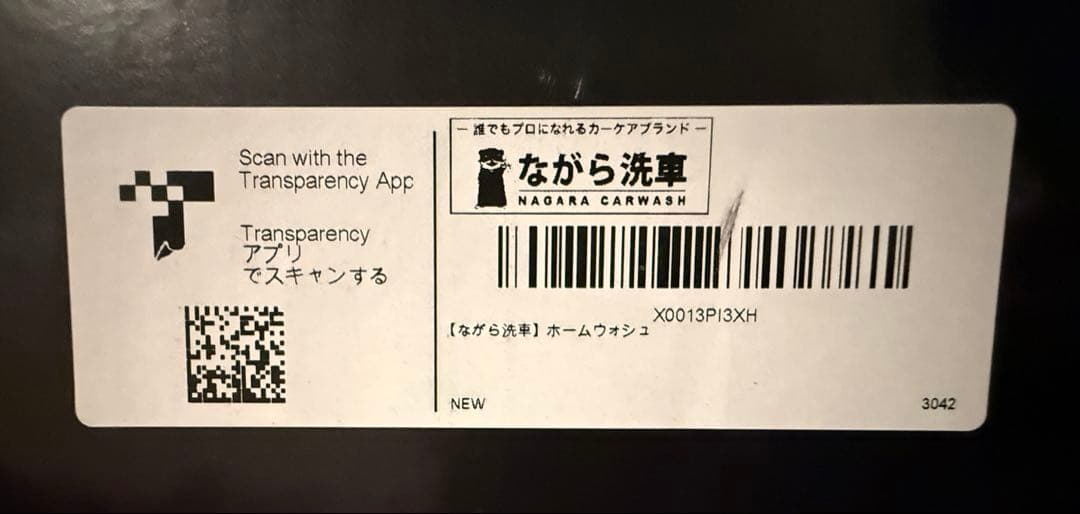 Scan with the
Transparency App
Transparency
アプリ
でスキャンする
― 誰でもプロになれるカーケアブランド ―
ながら洗車
NAGARA CARWASH
X0013PI3XH
【ながら洗車】ホームウォシュ
NEW
3042